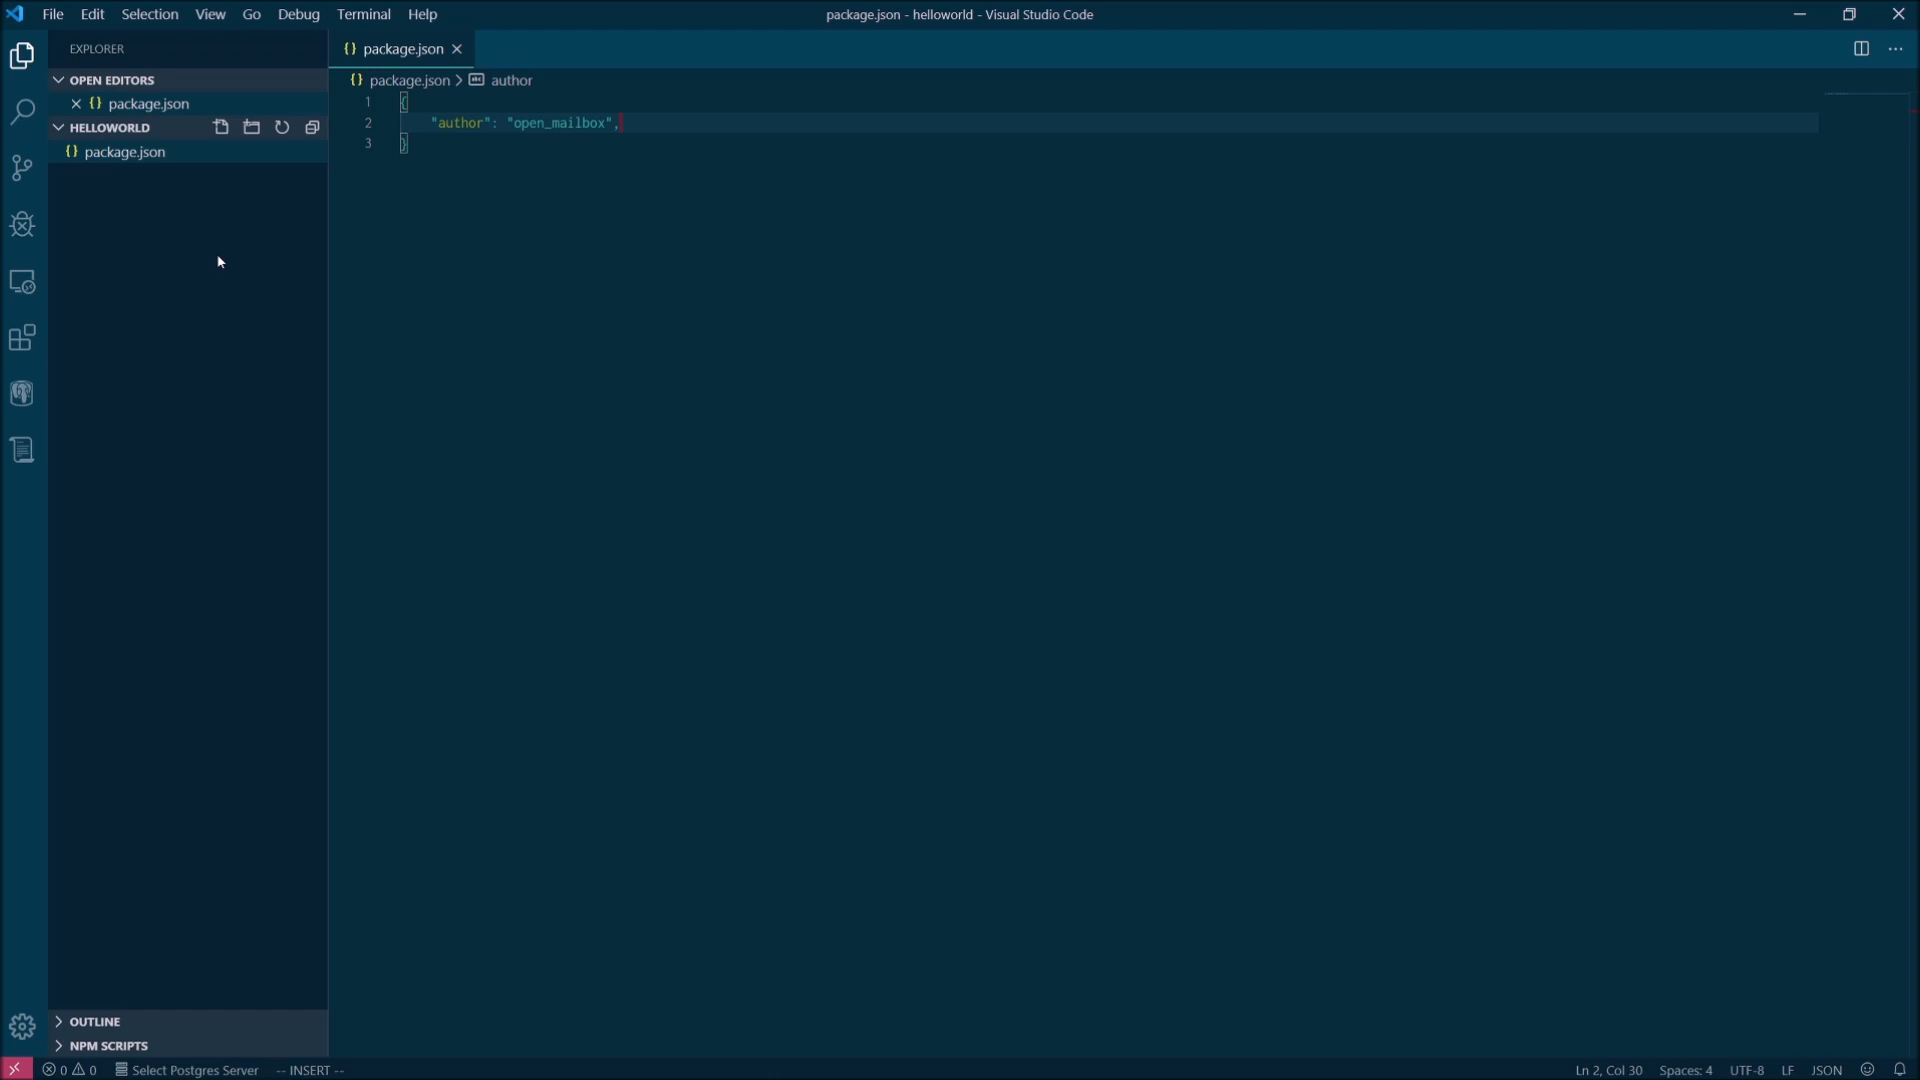 File Edit Selection View Go Debug Terminal Help
package.json - helloworld - Visual Studio Code
EXPLORER
OPEN EDITORS
{} package.json
HELLOWORLD
{} package.json
{} package.json
{} package.json > author
1 {
2 "author": "open_mailbox",
3 }
OUTLINE
NPM SCRIPTS
0 0 Select Postgres Server -- INSERT --
Ln 2, Col 30 Spaces: 4 UTF-8 LF JSON